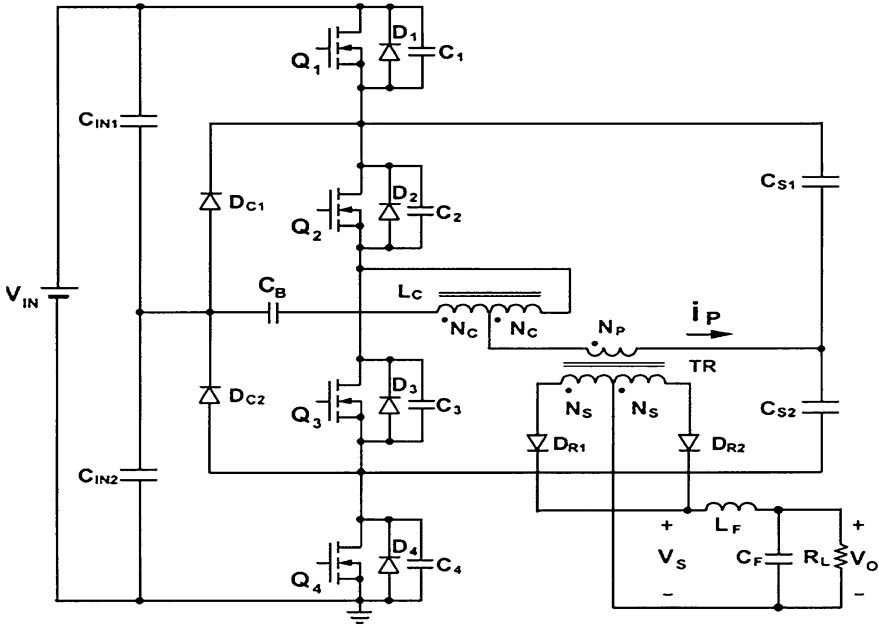 D1
Q1
C1
CIN1
CS1
DC1
D2
Q2
C2
VIN
CB
LC
NC
NC
NP
iP
TR
DC2
D3
Q3
C3
NS
NS
CS2
DR1
DR2
CIN2
D4
Q4
C4
+
VS
−
LF
CF
RL
+
VO
−